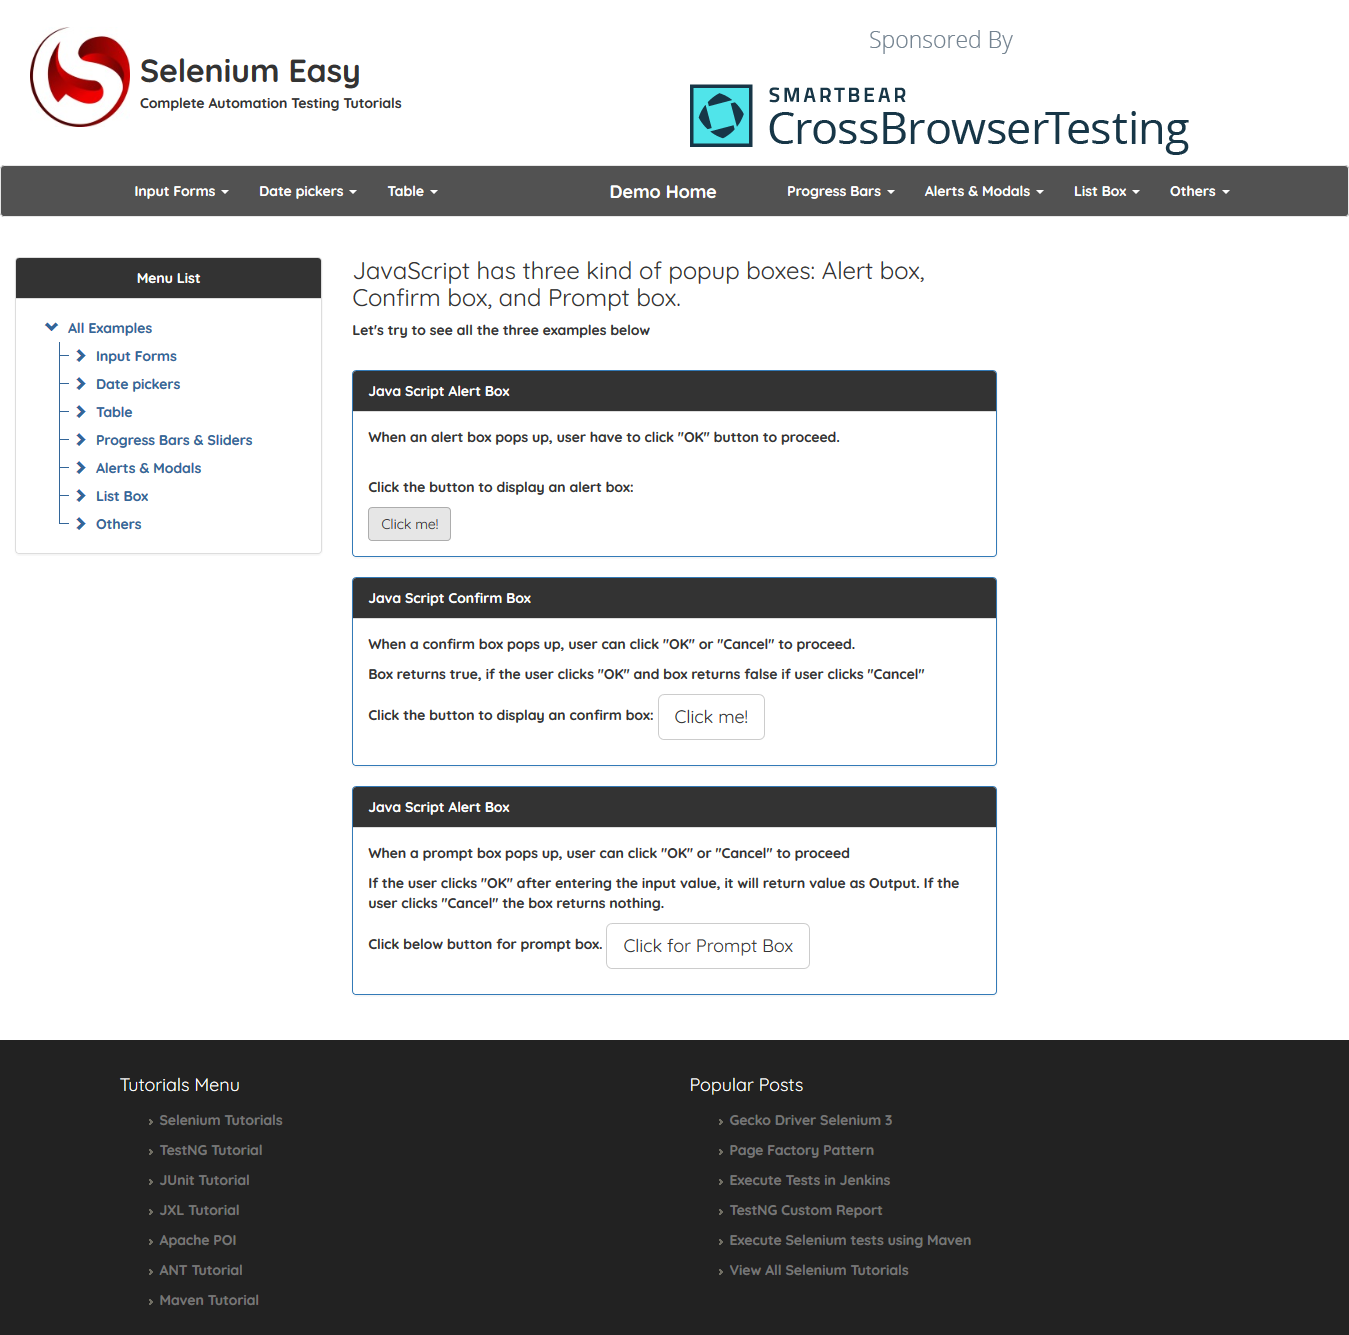 Selenium Easy
Complete Automation Testing Tutorials
Sponsored By
SMARTBEAR
CrossBrowserTesting
Input Forms
Date pickers
Table
Demo Home
Progress Bars
Alerts & Modals
List Box
Others
Menu List
All Examples
Input Forms
Date pickers
Table
Progress Bars & Sliders
Alerts & Modals
List Box
Others
JavaScript has three kind of popup boxes: Alert box,
Confirm box, and Prompt box.
Let's try to see all the three examples below
Java Script Alert Box
When an alert box pops up, user have to click "OK" button to proceed.
Click the button to display an alert box:
Click me!
Java Script Confirm Box
When a confirm box pops up, user can click "OK" or "Cancel" to proceed.
Box returns true, if the user clicks "OK" and box returns false if user clicks "Cancel"
Click the button to display an confirm box: Click me!
Java Script Alert Box
When a prompt box pops up, user can click "OK" or "Cancel" to proceed
If the user clicks "OK" after entering the input value, it will return value as Output. If the
user clicks "Cancel" the box returns nothing.
Click below button for prompt box. Click for Prompt Box
Tutorials Menu
Selenium Tutorials
TestNG Tutorial
JUnit Tutorial
JXL Tutorial
Apache POI
ANT Tutorial
Maven Tutorial
Popular Posts
Gecko Driver Selenium 3
Page Factory Pattern
Execute Tests in Jenkins
TestNG Custom Report
Execute Selenium tests using Maven
View All Selenium Tutorials